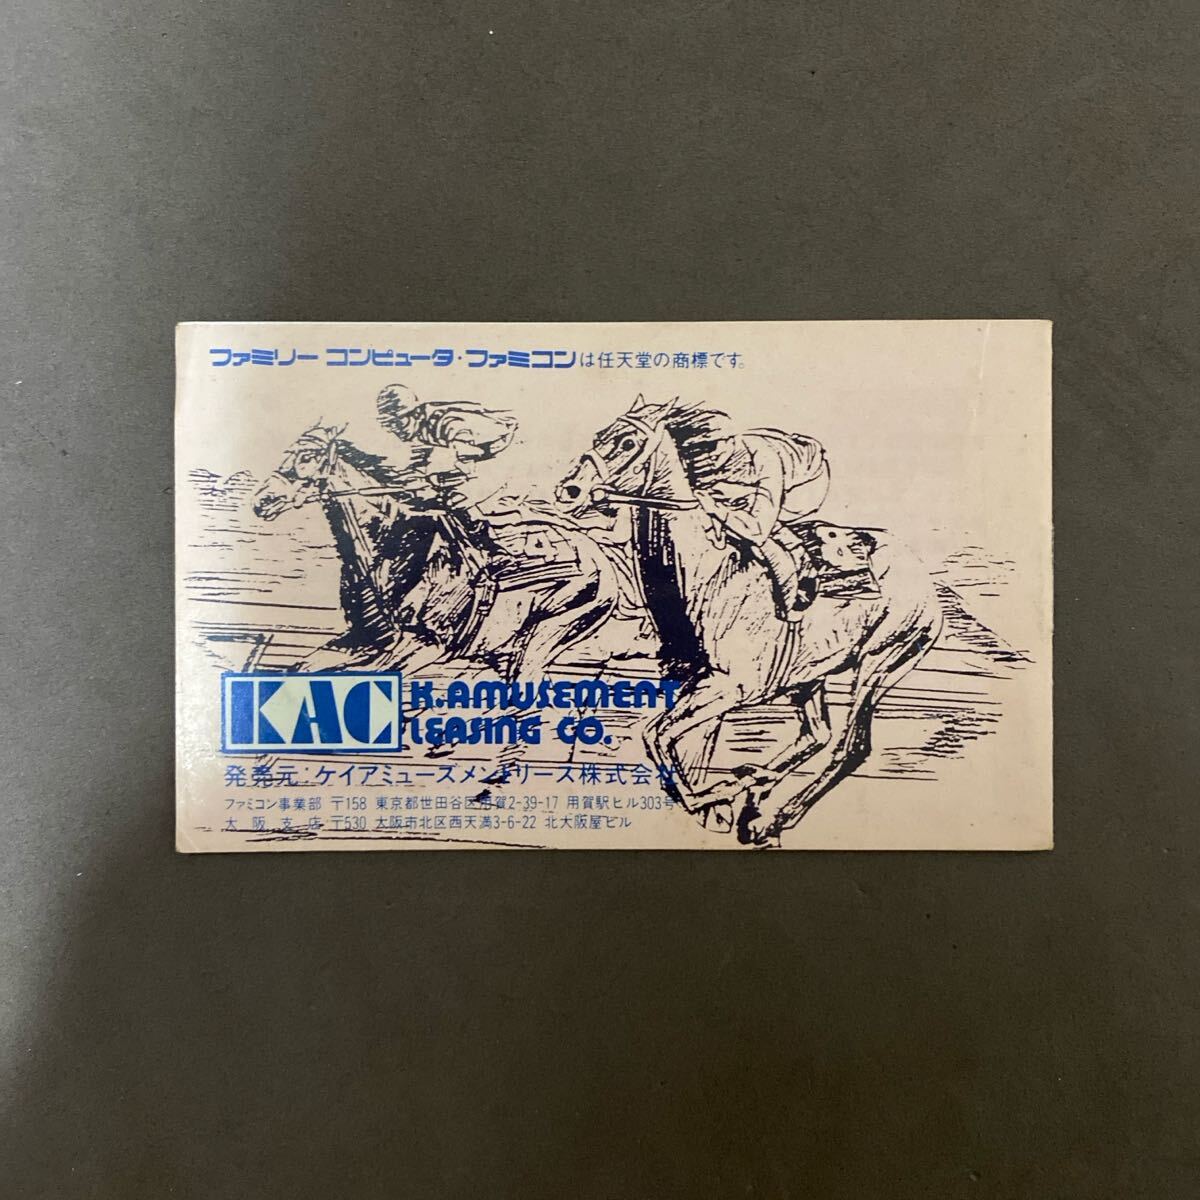 ファミリー コンピュータ・ファミコンは任天堂の商標です。
KAC
K.AMUSEMENT
LEASING CO.
発売元:ケイアミューズメントリース株式会社
ファミコン事業部 〒158 東京都世田谷区用賀2-39-17 用賀駅ビル303号
大阪支店 〒530 大阪市北区西天満3-6-22 北大阪屋ビル